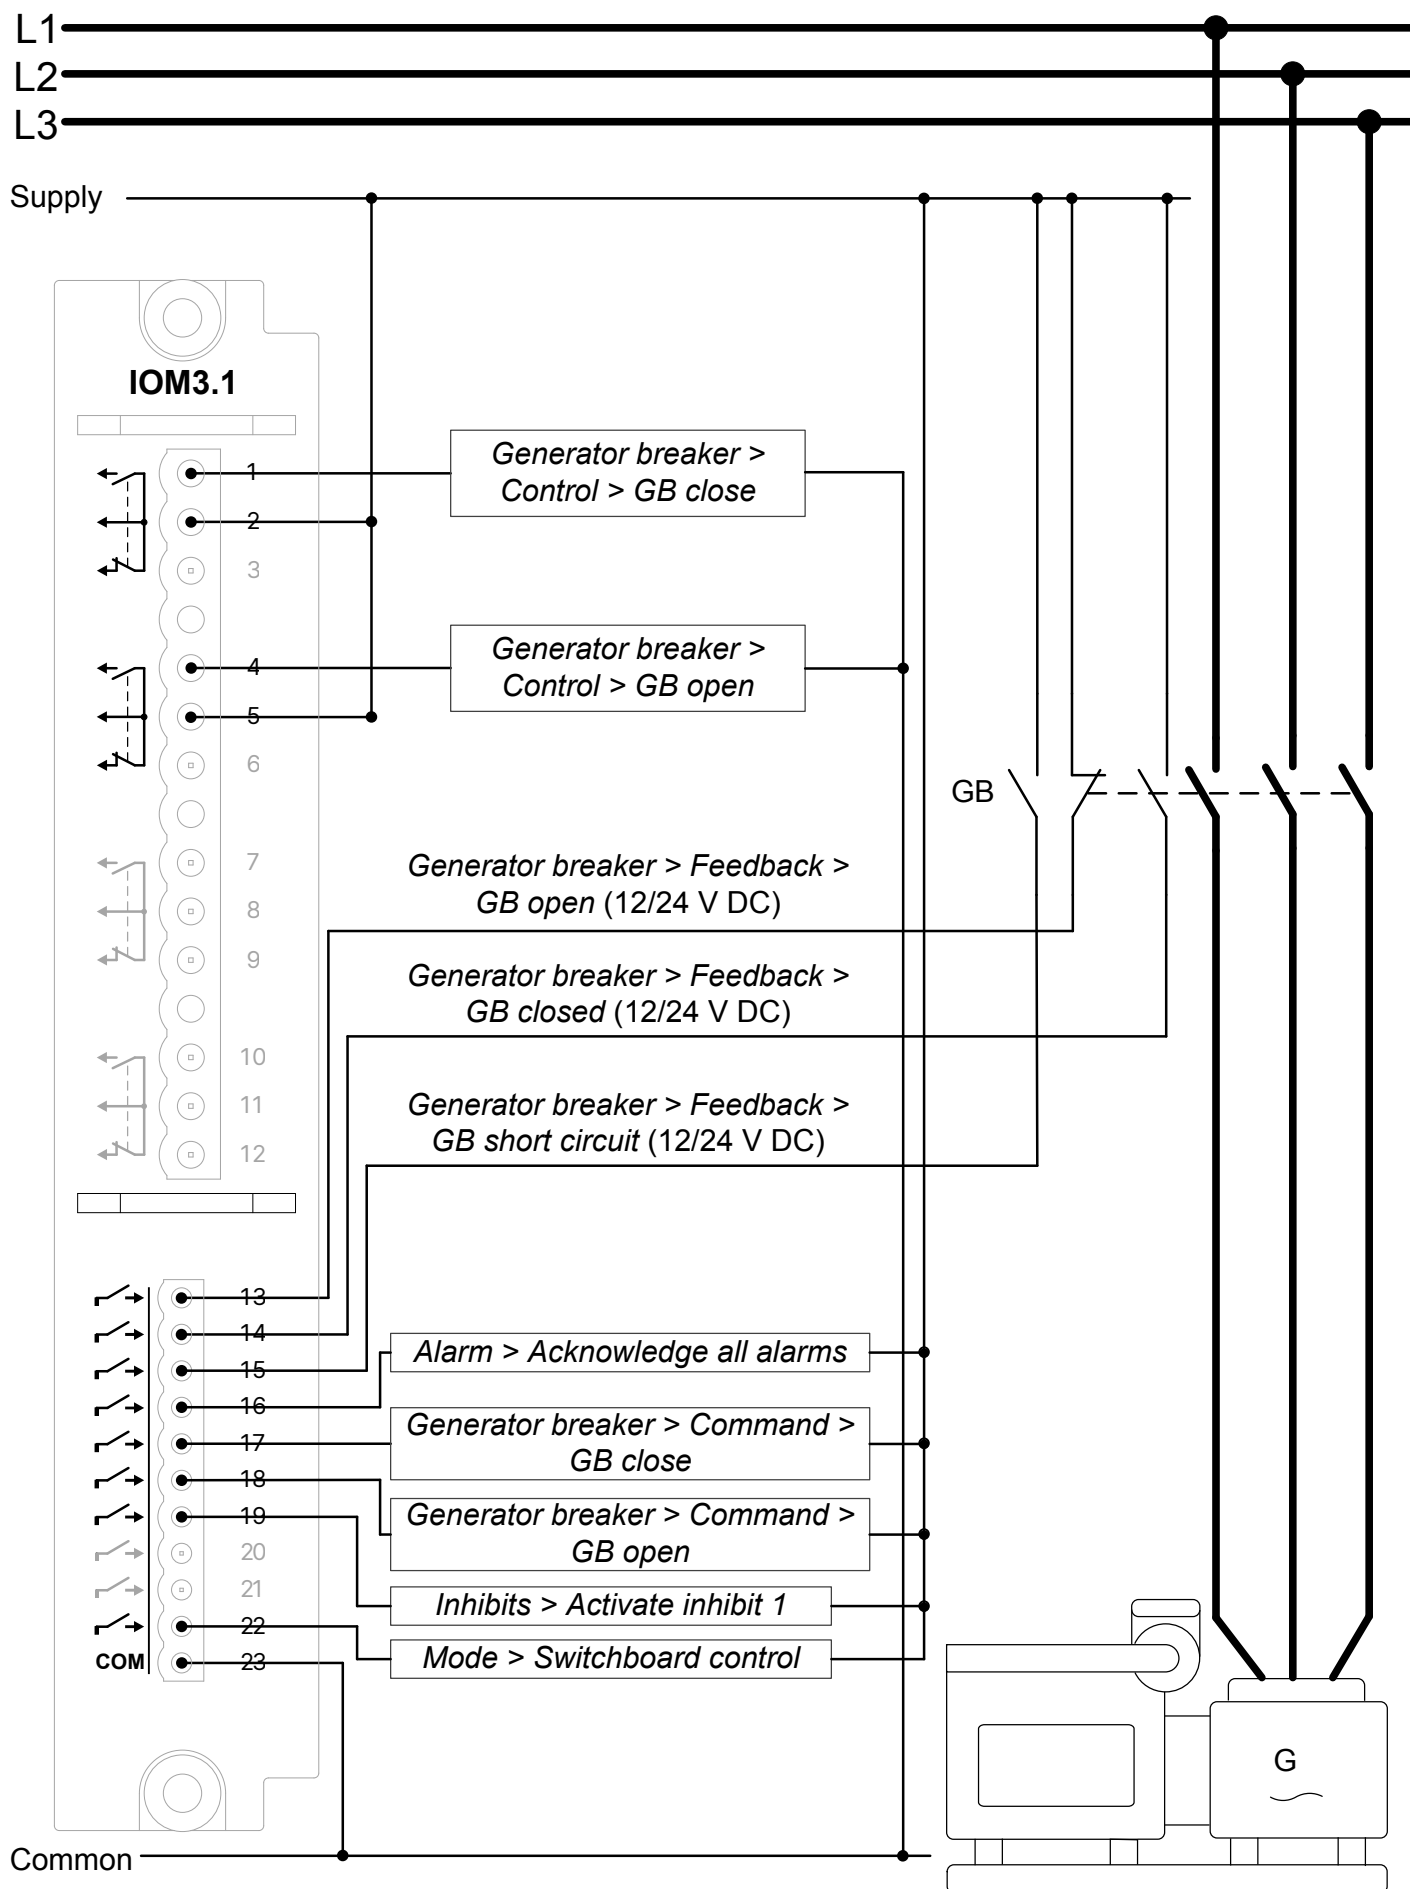 L1
L2
L3
Supply
IOM3.1
1
Generator breaker >
Control > GB close
2
3
4
Generator breaker >
Control > GB open
5
6
GB
7
Generator breaker > Feedback >
GB open (12/24 V DC)
8
9
Generator breaker > Feedback >
GB closed (12/24 V DC)
10
11
Generator breaker > Feedback >
GB short circuit (12/24 V DC)
12
13
14
Alarm > Acknowledge all alarms
15
16
Generator breaker > Command >
GB close
17
18
Generator breaker > Command >
GB open
19
20
21
Inhibits > Activate inhibit 1
22
Mode > Switchboard control
COM
23
G
Common